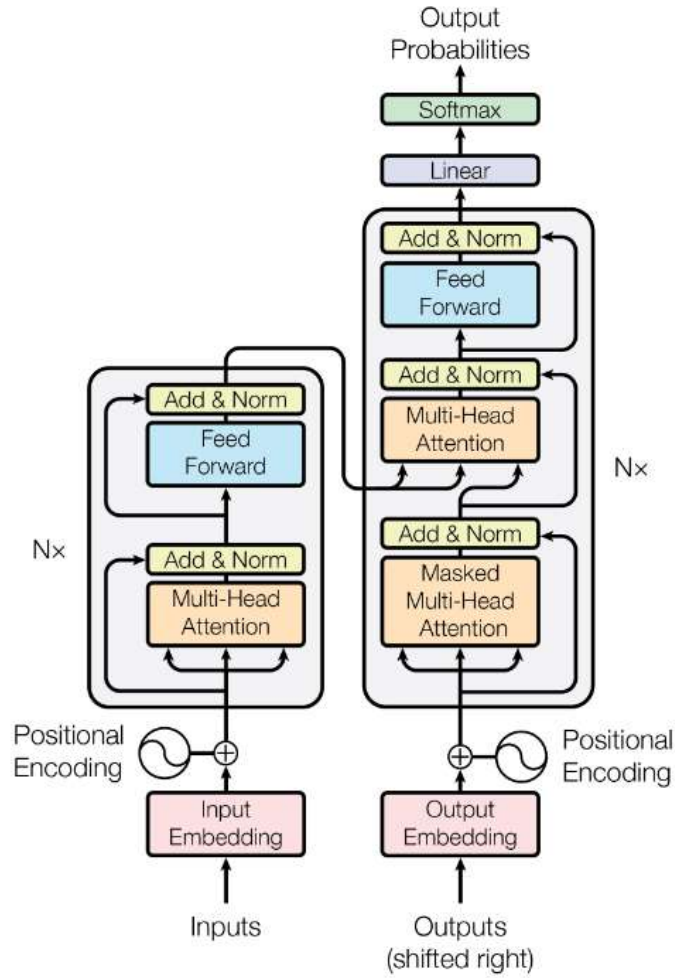 Output
Probabilities
Softmax
Linear
Add & Norm
Feed
Forward
Add & Norm
Multi-Head
Attention
Add & Norm
Masked
Multi-Head
Attention
Nx
Add & Norm
Feed
Forward
Add & Norm
Multi-Head
Attention
Nx
Positional
Encoding
Positional
Encoding
Input
Embedding
Output
Embedding
Inputs
Outputs
(shifted right)